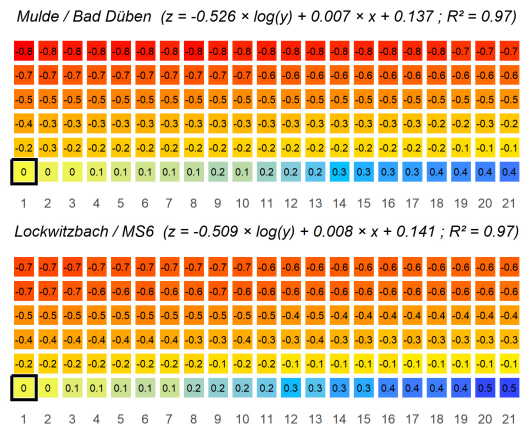 Mulde / Bad Düben (z = -0.526 × log(y) + 0.007 × x + 0.137 ; R² = 0.97)
-0.8 -0.8 -0.8 -0.8 -0.8 -0.8 -0.8 -0.8 -0.8 -0.8 -0.8 -0.8 -0.8 -0.8 -0.8 -0.8 -0.8 -0.8 -0.7 -0.7 -0.7
-0.7 -0.7 -0.7 -0.7 -0.7 -0.7 -0.7 -0.7 -0.7 -0.7 -0.7 -0.6 -0.6 -0.6 -0.6 -0.6 -0.6 -0.6 -0.6 -0.6 -0.6
-0.5 -0.5 -0.5 -0.5 -0.5 -0.5 -0.5 -0.5 -0.5 -0.5 -0.5 -0.5 -0.5 -0.5 -0.5 -0.5 -0.5 -0.5 -0.5 -0.5 -0.5
-0.4 -0.3 -0.3 -0.3 -0.3 -0.3 -0.3 -0.3 -0.3 -0.3 -0.3 -0.3 -0.3 -0.3 -0.3 -0.3 -0.3 -0.2 -0.2 -0.3 -0.2
-0.2 -0.2 -0.2 -0.2 -0.2 -0.2 -0.2 -0.2 -0.2 -0.2 -0.2 -0.2 -0.2 -0.2 -0.2 -0.2 -0.2 -0.2 -0.1 -0.1 -0.1
0 0 0 0.1 0.1 0.1 0.1 0.1 0.2 0.1 0.2 0.2 0.2 0.3 0.3 0.3 0.3 0.4 0.4 0.4 0.4
1 2 3 4 5 6 7 8 9 10 11 12 13 14 15 16 17 18 19 20 21
Lockwitzbach / MS6 (z = -0.509 × log(y) + 0.008 × x + 0.141 ; R² = 0.97)
-0.7 -0.7 -0.7 -0.7 -0.7 -0.7 -0.7 -0.7 -0.7 -0.7 -0.6 -0.6 -0.6 -0.6 -0.6 -0.6 -0.6 -0.6 -0.6 -0.6 -0.6
-0.7 -0.7 -0.7 -0.6 -0.6 -0.6 -0.6 -0.6 -0.6 -0.6 -0.6 -0.6 -0.6 -0.6 -0.6 -0.6 -0.6 -0.6 -0.6 -0.6 -0.6
-0.5 -0.5 -0.5 -0.5 -0.5 -0.5 -0.5 -0.5 -0.5 -0.5 -0.5 -0.4 -0.5 -0.4 -0.4 -0.4 -0.4 -0.4 -0.4 -0.4 -0.4
-0.4 -0.4 -0.4 -0.3 -0.3 -0.3 -0.3 -0.3 -0.3 -0.3 -0.3 -0.3 -0.3 -0.3 -0.3 -0.3 -0.3 -0.3 -0.3 -0.3 -0.3
-0.2 -0.2 -0.2 -0.2 -0.2 -0.2 -0.2 -0.2 -0.1 -0.2 -0.1 -0.1 -0.1 -0.1 -0.1 -0.1 -0.1 -0.1 -0.1 -0.1 -0.1
0 0 0.1 0.1 0.1 0.1 0.1 0.1 0.2 0.2 0.2 0.2 0.3 0.3 0.3 0.4 0.4 0.4 0.4 0.5 0.5
1 2 3 4 5 6 7 8 9 10 11 12 13 14 15 16 17 18 19 20 21